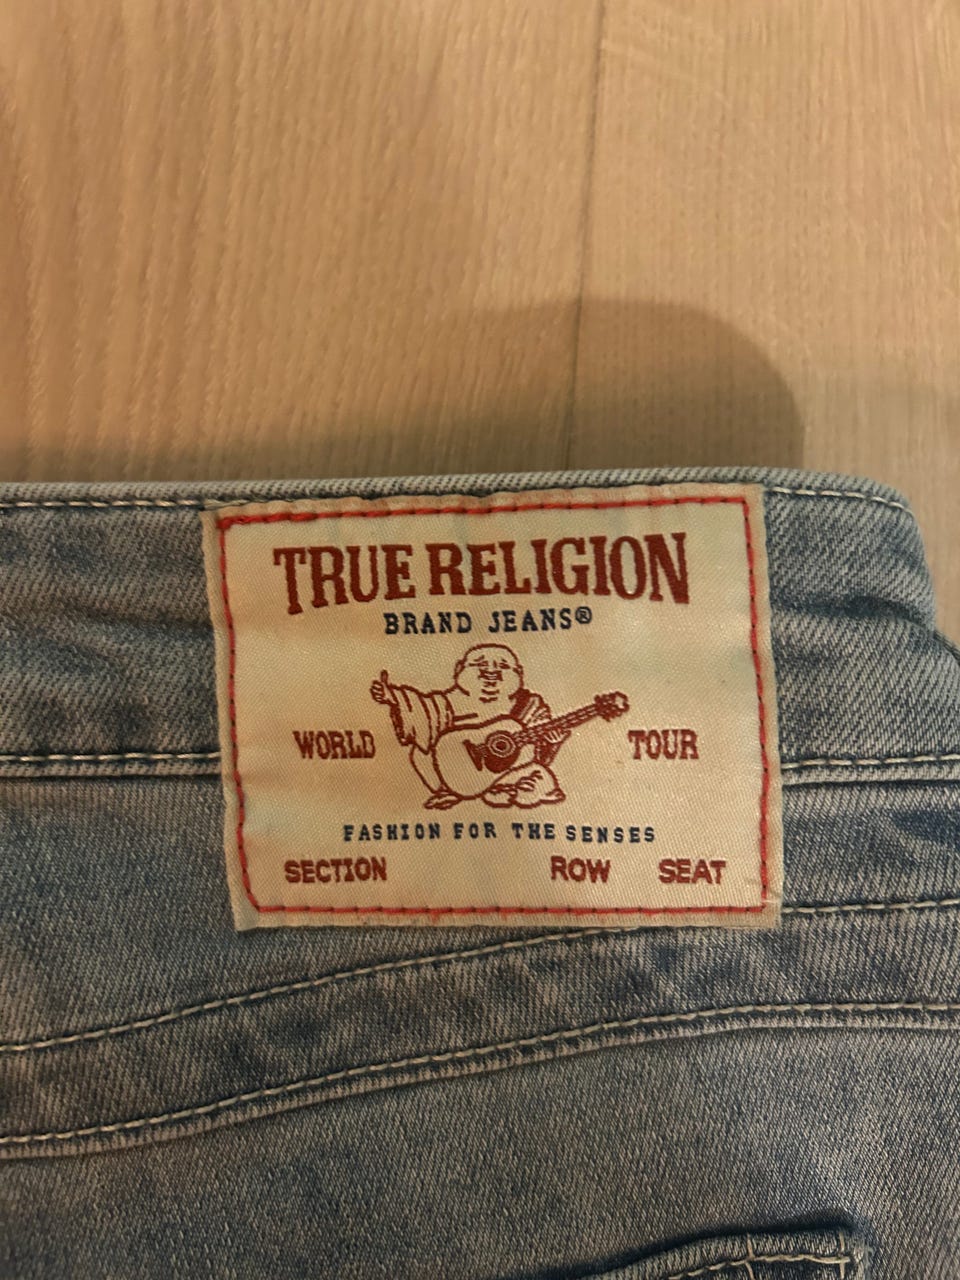 TRUE RELIGION
BRAND JEANS®
WORLD TOUR
FASHION FOR THE SENSES
SECTION ROW SEAT